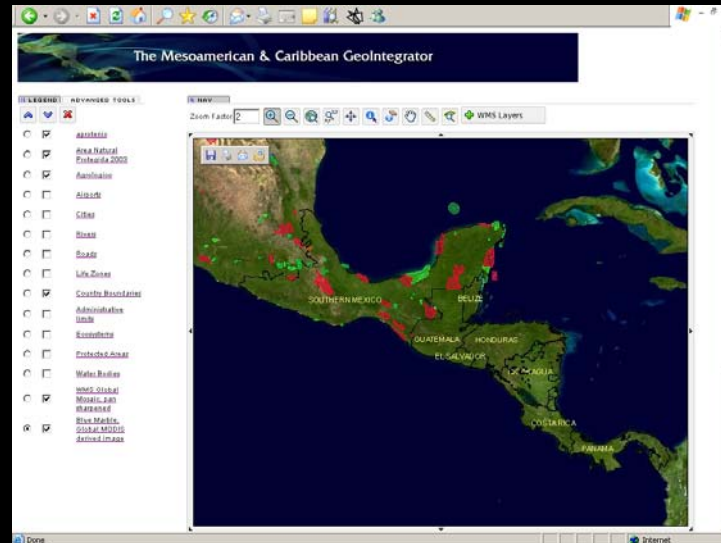 The Mesoamerican & Caribbean GeoIntegrator
LEGEND
ADVANCED TOOLS
NAV
Zoom Factor 2
WMS Layers
Area Natural
Protegida 2003
Airports
Cities
Rivers
Roads
Life Zones
Country Boundaries
Administrative
limits
Ecosystems
Protected Areas
Water Bodies
WMS Global
Mosaic, pan
sharpened
Blue Marble,
Global MODIS
derived image
SOUTHERN MEXICO
BELIZE
GUATEMALA
HONDURAS
EL SALVADOR
NICARAGUA
COSTA RICA
PANAMA
Done
Internet